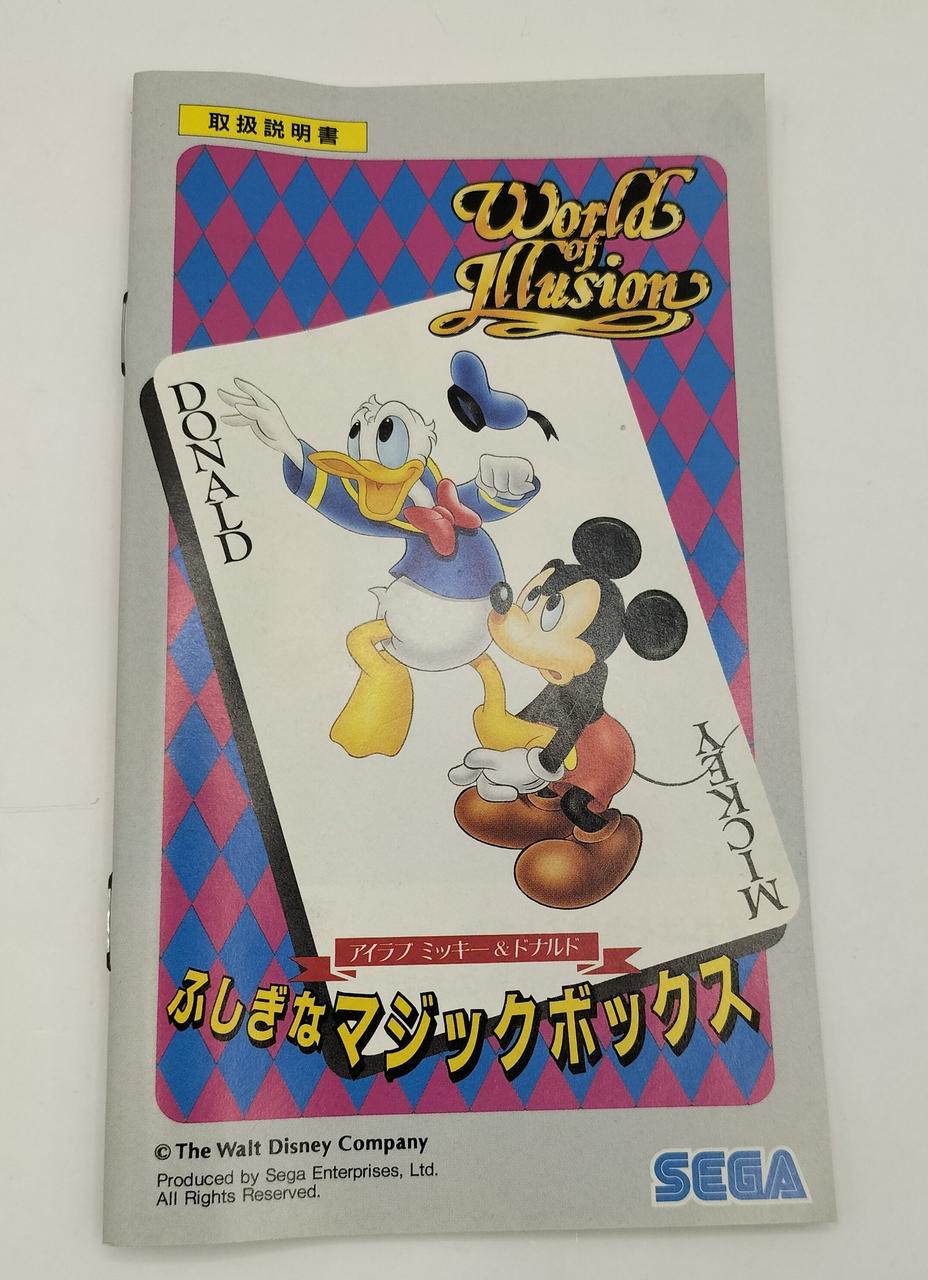 取扱説明書
World
of
Illusion
DONALD
MICKEY
アイラブ ミッキー&ドナルド
ふしぎなマジックボックス
© The Walt Disney Company
Produced by Sega Enterprises, Ltd.
All Rights Reserved.
SEGA